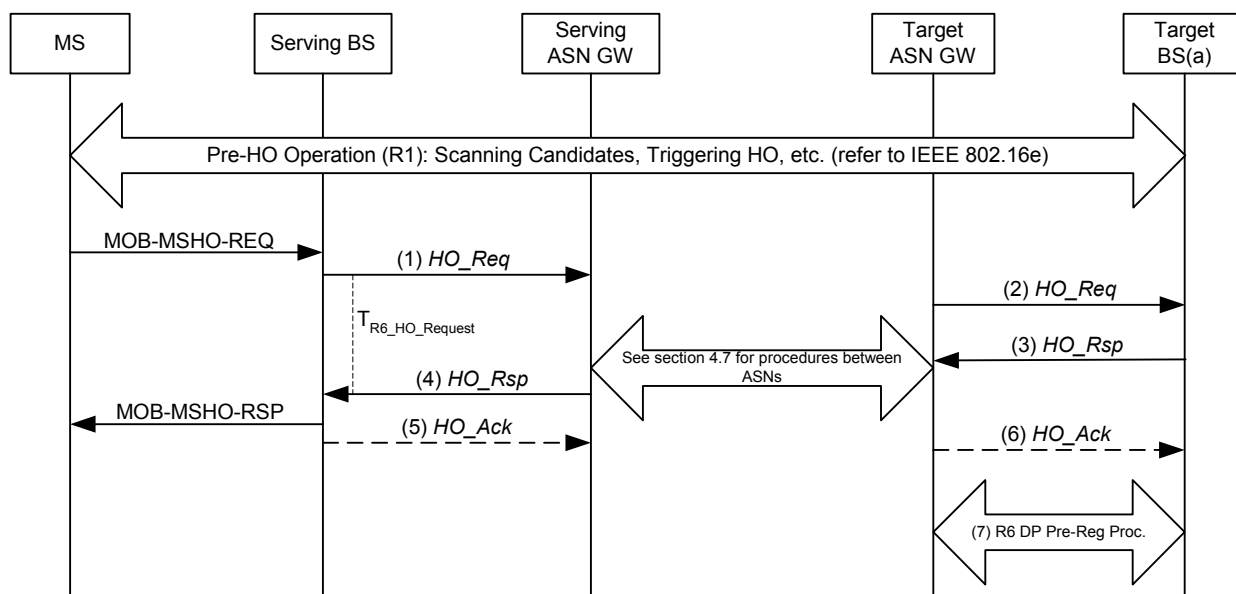 MS
Serving BS
Serving
ASN GW
Target
ASN GW
Target
BS(a)
Pre-HO Operation (R1): Scanning Candidates, Triggering HO, etc. (refer to IEEE 802.16e)
MOB-MSHO-REQ
(1) HO_Req
(2) HO_Req
TR6_HO_Request
See section 4.7 for procedures between
ASNs
(3) HO_Rsp
(4) HO_Rsp
MOB-MSHO-RSP
(5) HO_Ack
(6) HO_Ack
(7) R6 DP Pre-Reg Proc.